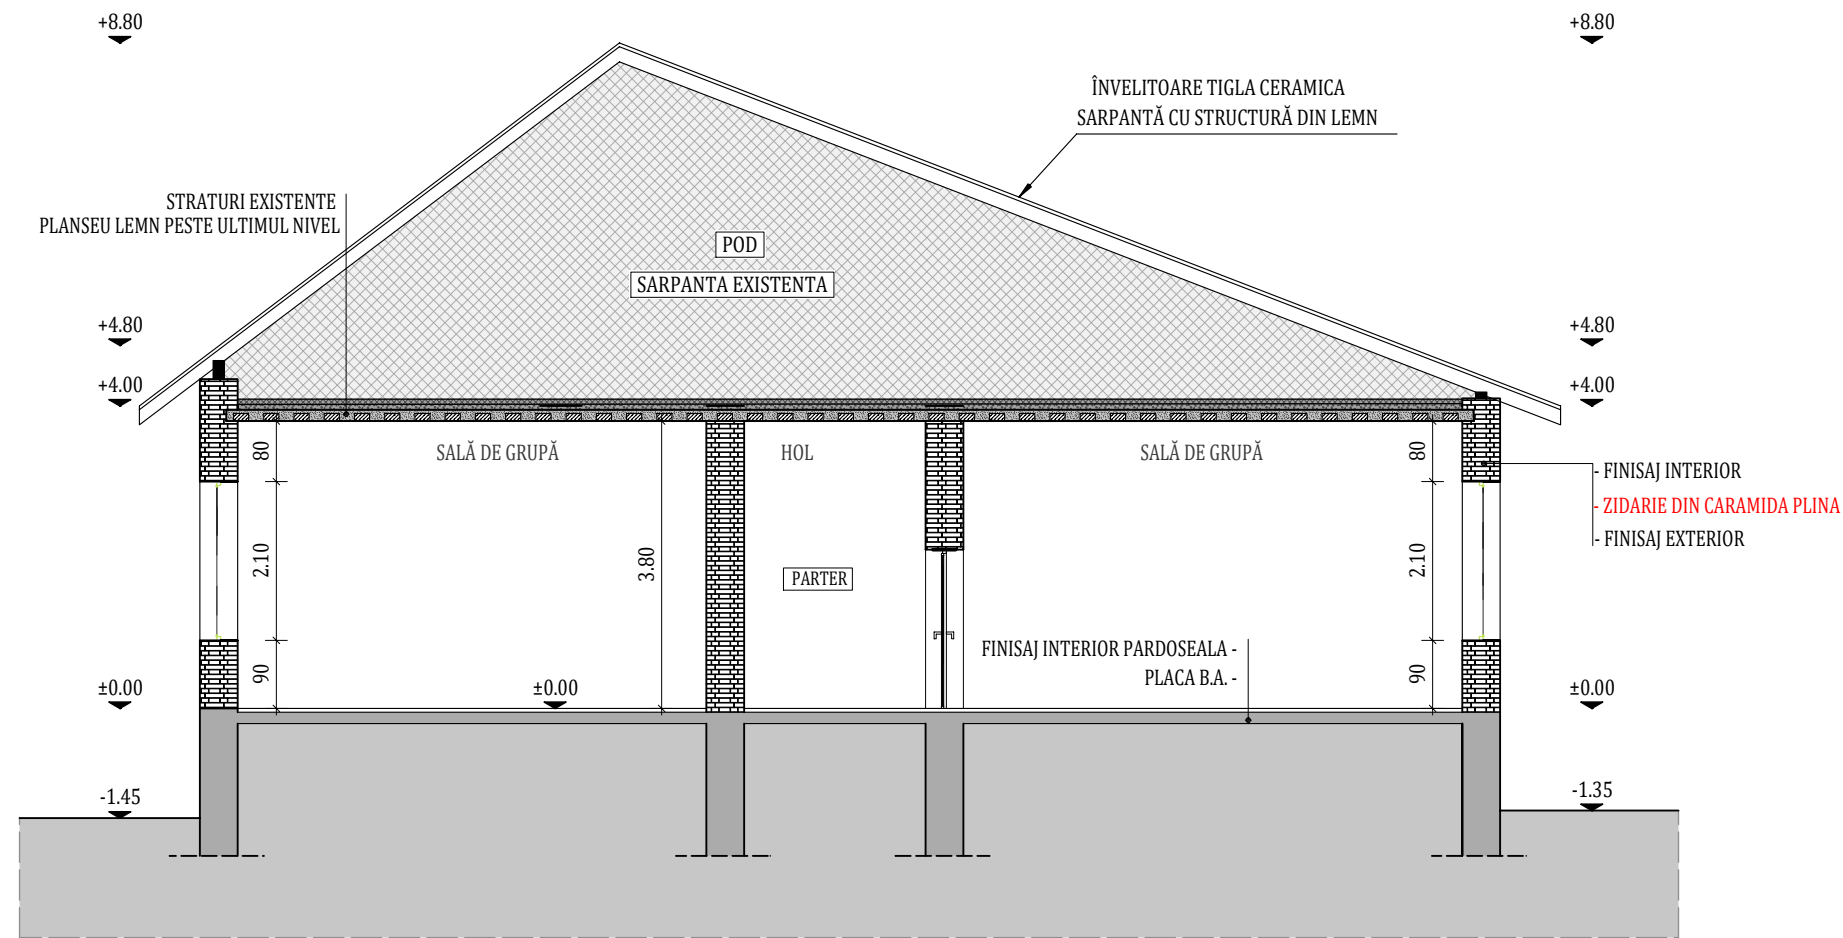 +8.80
+8.80
ÎNVELITOARE TIGLA CERAMICA
SARPANTĂ CU STRUCTURĂ DIN LEMN
STRATURI EXISTENTE
PLANSEU LEMN PESTE ULTIMUL NIVEL
POD
SARPANTA EXISTENTA
+4.80
+4.80
+4.00
+4.00
80
SALĂ DE GRUPĂ
HOL
SALĂ DE GRUPĂ
80
- FINISAJ INTERIOR
- ZIDARIE DIN CARAMIDA PLINA
- FINISAJ EXTERIOR
2.10
3.80
PARTER
2.10
FINISAJ INTERIOR PARDOSEALA -
PLACA B.A. -
90
90
±0.00
±0.00
±0.00
-1.45
-1.35